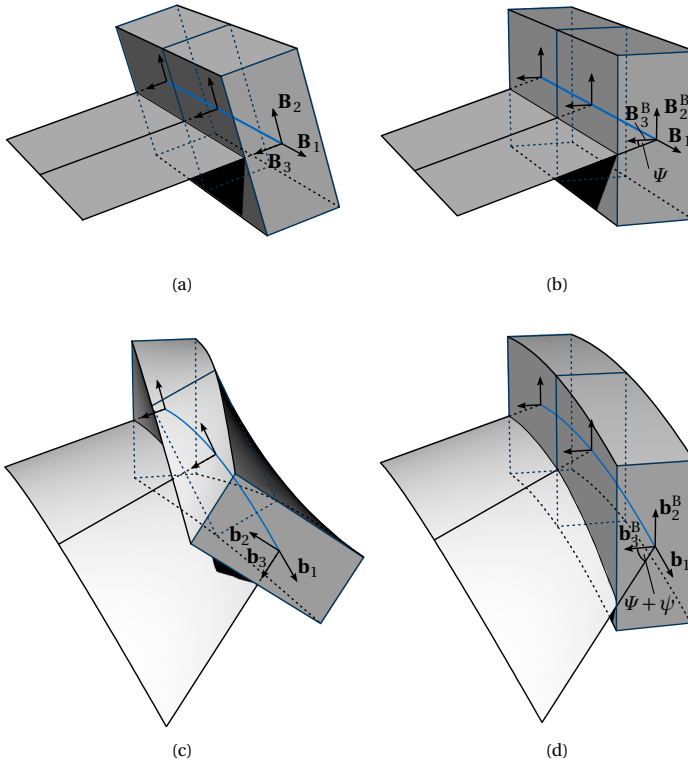 B₂
B₁
B₃
(a)
B₃ᴮ
B₂ᴮ
B₁
Ψ
(b)
b₂
b₃
b₁
(c)
b₂ᴮ
b₃ᴮ
b₁
Ψ + ψ
(d)